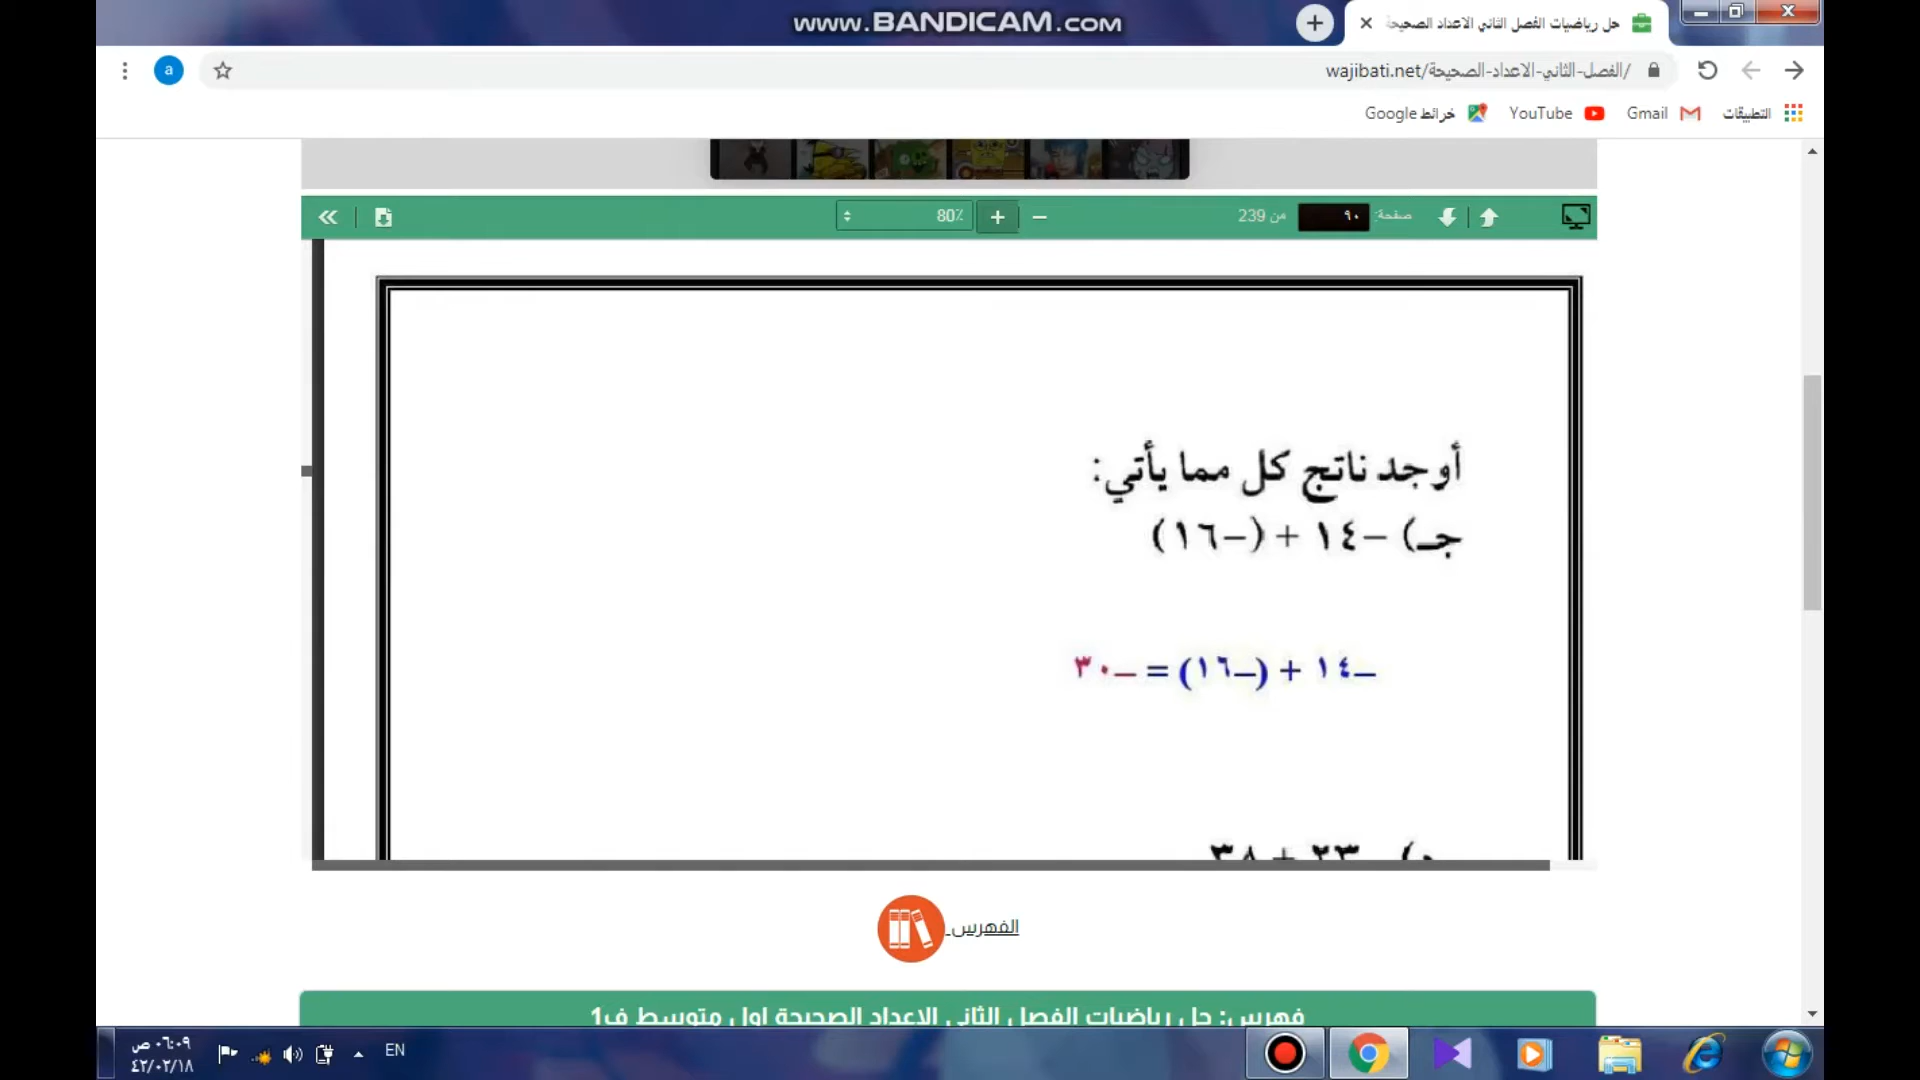 www.BANDICAM.com
حل رياضيات الفصل الثاني الاعداد الصحيحة
wajibati.net/الفصل-الثاني-الاعداد-الصحيحة/
a
التطبيقات
Gmail
YouTube
خرائط Google
صفحة: ٩٠ من 239
80٪
أوجد ناتج كل مما يأتي:
جـ) –١٤ + (–١٦)
–١٤ + (–١٦) = –٣٠
٢٣ + ٣٨
الفهرس
فهرس: حل رياضيات الفصل الثاني الاعداد الصحيحة اول متوسط ف1
EN
٠٦:٠٩ ص
٤٢/٠٢/١٨